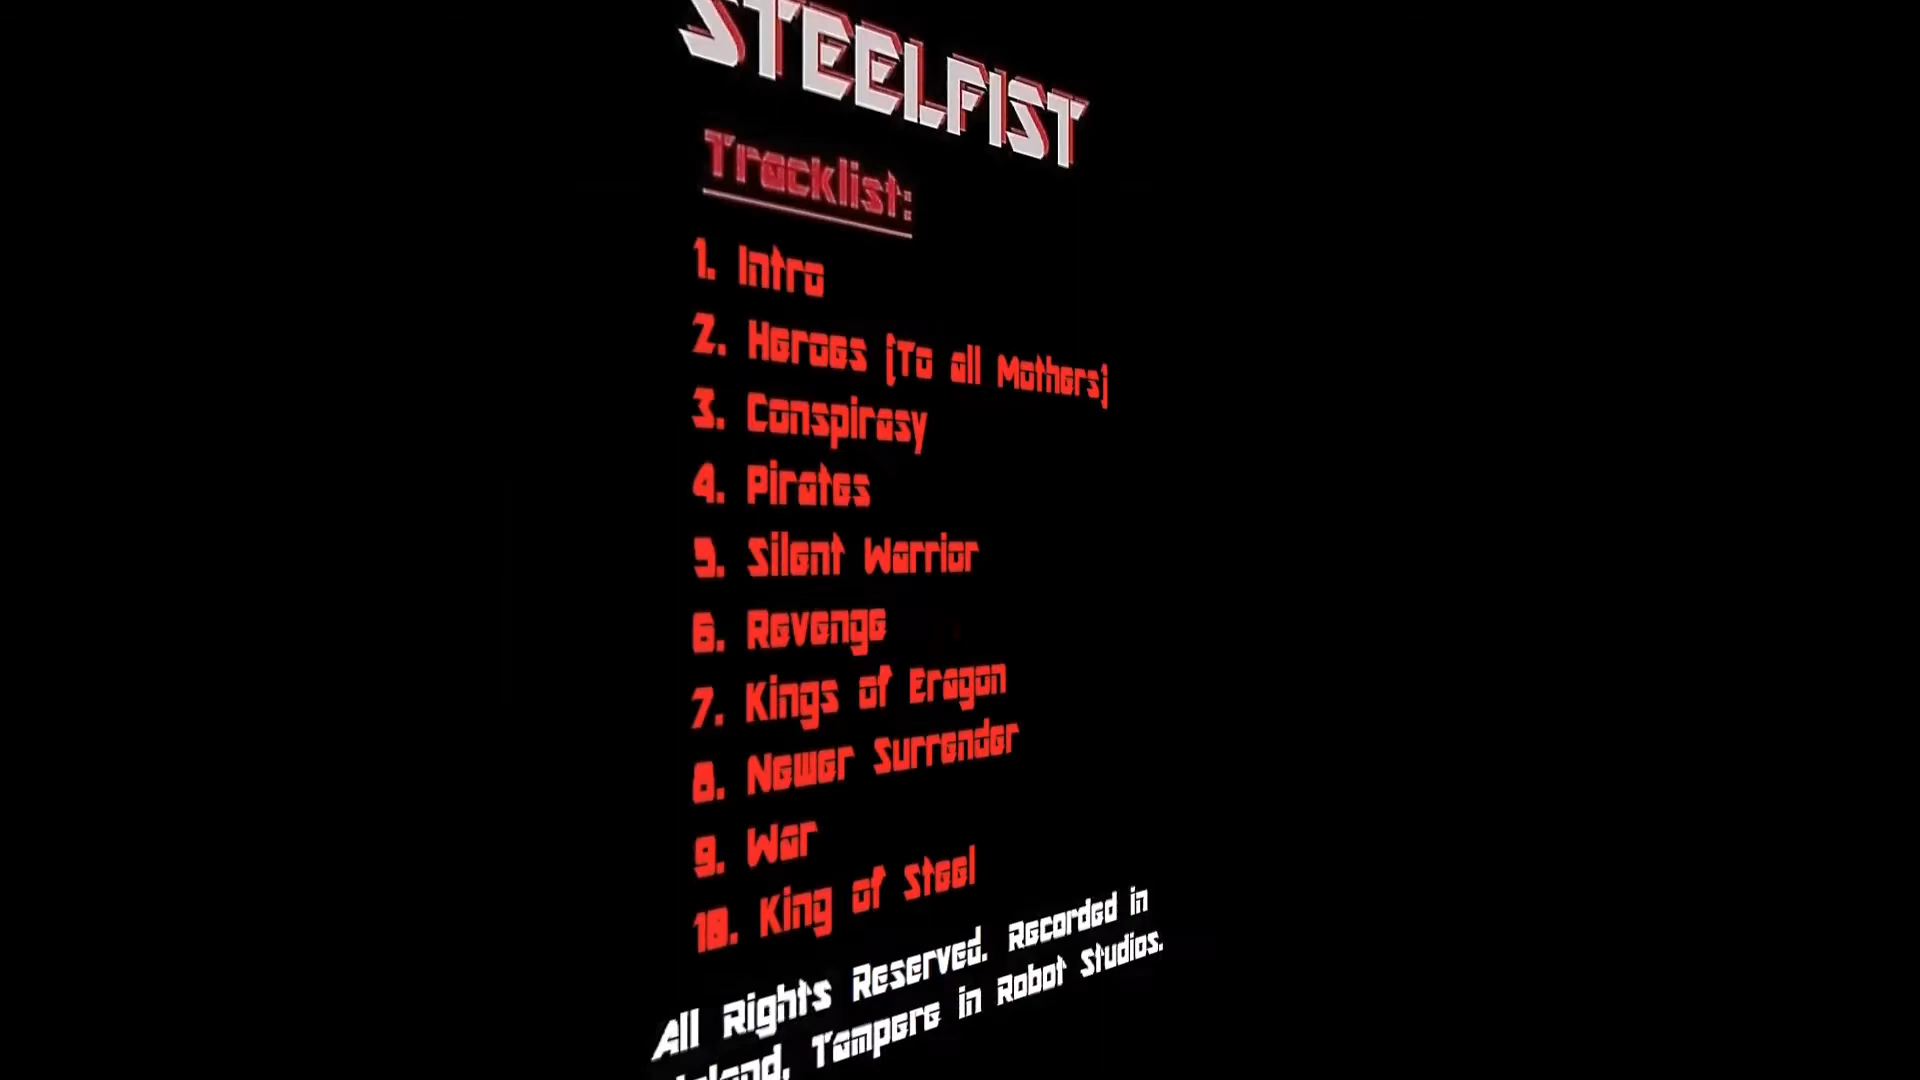 STEELFIST
Tracklist:
1. Intro
2. Heroes (To all Mothers)
3. Conspirasy
4. Pirates
5. Silent Warrior
6. Revenge
7. Kings of Eragon
8. Newer Surrender
9. War
10. King of Steel
All Rights Reserved. Recorded in
Tampere in Robot Studios.